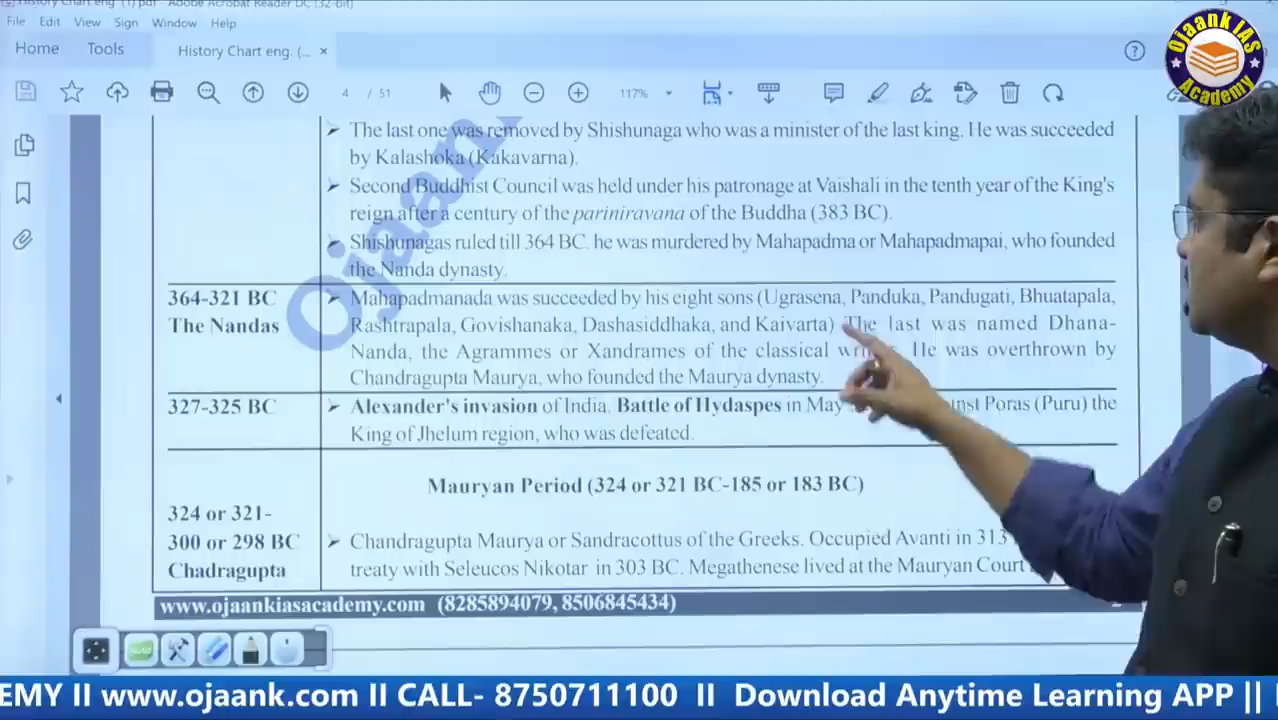 History Chart eng. (1).pdf - Adobe Acrobat Reader DC (32-bit)
File Edit View Sign Window Help
Home Tools History Chart eng. (... ×
4 / 51 117%
Ojaank IAS Academy
Ojaank
The last one was removed by Shishunaga who was a minister of the last king. He was succeeded
by Kalashoka (Kakavarna).
Second Buddhist Council was held under his patronage at Vaishali in the tenth year of the King's
reign after a century of the pariniravana of the Buddha (383 BC).
Shishunagas ruled till 364 BC. he was murdered by Mahapadma or Mahapadmapai, who founded
the Nanda dynasty.
364-321 BC
The Nandas
Mahapadmanada was succeeded by his eight sons (Ugrasena, Panduka, Pandugati, Bhuatapala,
Rashtrapala, Govishanaka, Dashasiddhaka, and Kaivarta) The last was named Dhana-
Nanda, the Agrammes or Xandrames of the classical He was overthrown by
Chandragupta Maurya, who founded the Maurya dynasty.
327-325 BC
Alexander's invasion of India. Battle of Hydaspes in May Poras (Puru) the
King of Jhelum region, who was defeated.
Mauryan Period (324 or 321 BC-185 or 183 BC)
324 or 321-
300 or 298 BC
Chadragupta
Chandragupta Maurya or Sandracottus of the Greeks. Occupied Avanti in 313
treaty with Seleucos Nikotar in 303 BC. Megathenese lived at the Mauryan Court
www.ojaankiasacademy.com (8285894079, 8506845434)
EMY II www.ojaank.com II CALL- 8750711100 II Download Anytime Learning APP ||